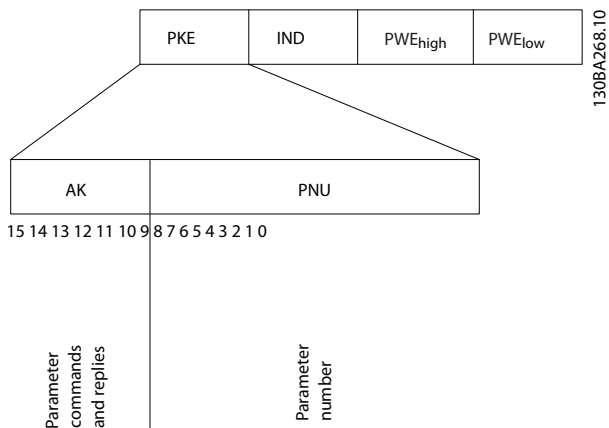 PKE IND PWEhigh PWElow
130BA268.10
AK PNU
15 14 13 12 11 10 9 8 7 6 5 4 3 2 1 0
Parameter
commands
and replies
Parameter
number